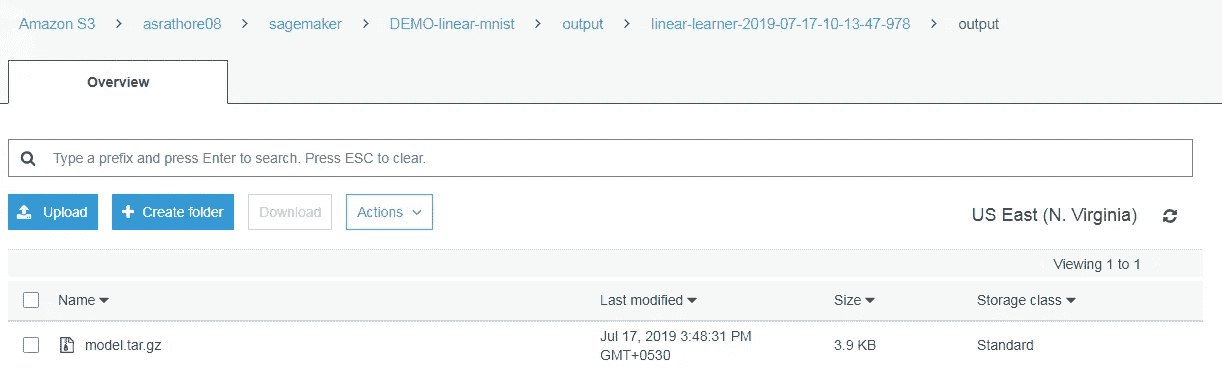 Amazon S3 > asrathore08 > sagemaker > DEMO-linear-mnist > output > linear-learner-2019-07-17-10-13-47-978 > output
Overview
Type a prefix and press Enter to search. Press ESC to clear.
Upload Create folder Download Actions US East (N. Virginia)
Viewing 1 to 1
Name Last modified Size Storage class
model.tar.gz Jul 17, 2019 3:48:31 PM 3.9 KB Standard
GMT+0530